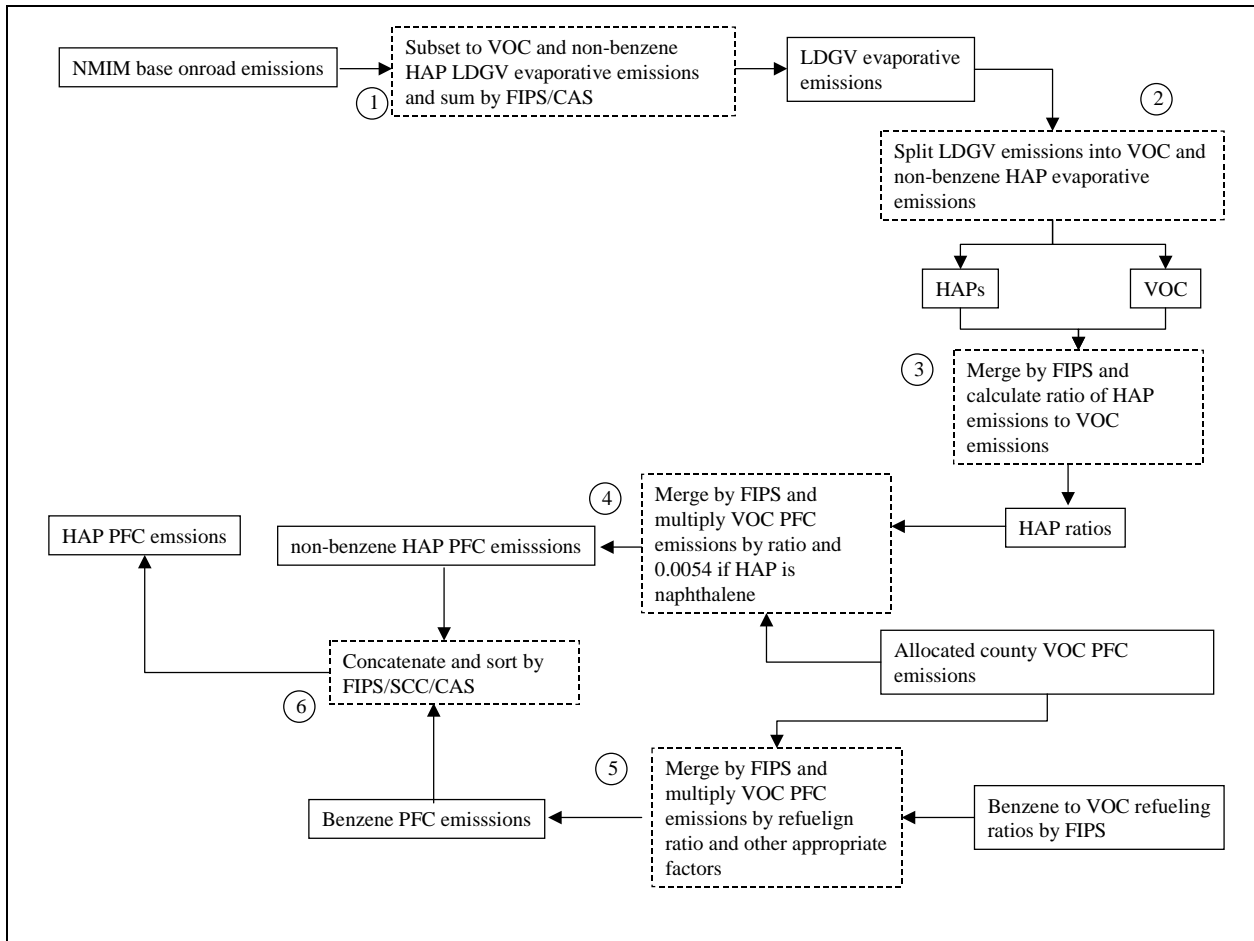 NMIM base onroad emissions
1
Subset to VOC and non-benzene
HAP LDGV evaporative emissions
and sum by FIPS/CAS
LDGV evaporative
emissions
2
Split LDGV emissions into VOC and
non-benzene HAP evaporative
emissions
HAPs
VOC
3
Merge by FIPS and
calculate ratio of HAP
emissions to VOC
emissions
HAP ratios
4
Merge by FIPS and
multiply VOC PFC
emissions by ratio and
0.0054 if HAP is
naphthalene
non-benzene HAP PFC emisssions
HAP PFC emssions
Allocated county VOC PFC
emissions
Concatenate and sort by
FIPS/SCC/CAS
6
5
Merge by FIPS and
multiply VOC PFC
emissions by refuelign
ratio and other appropriate
factors
Benzene to VOC refueling
ratios by FIPS
Benzene PFC emisssions